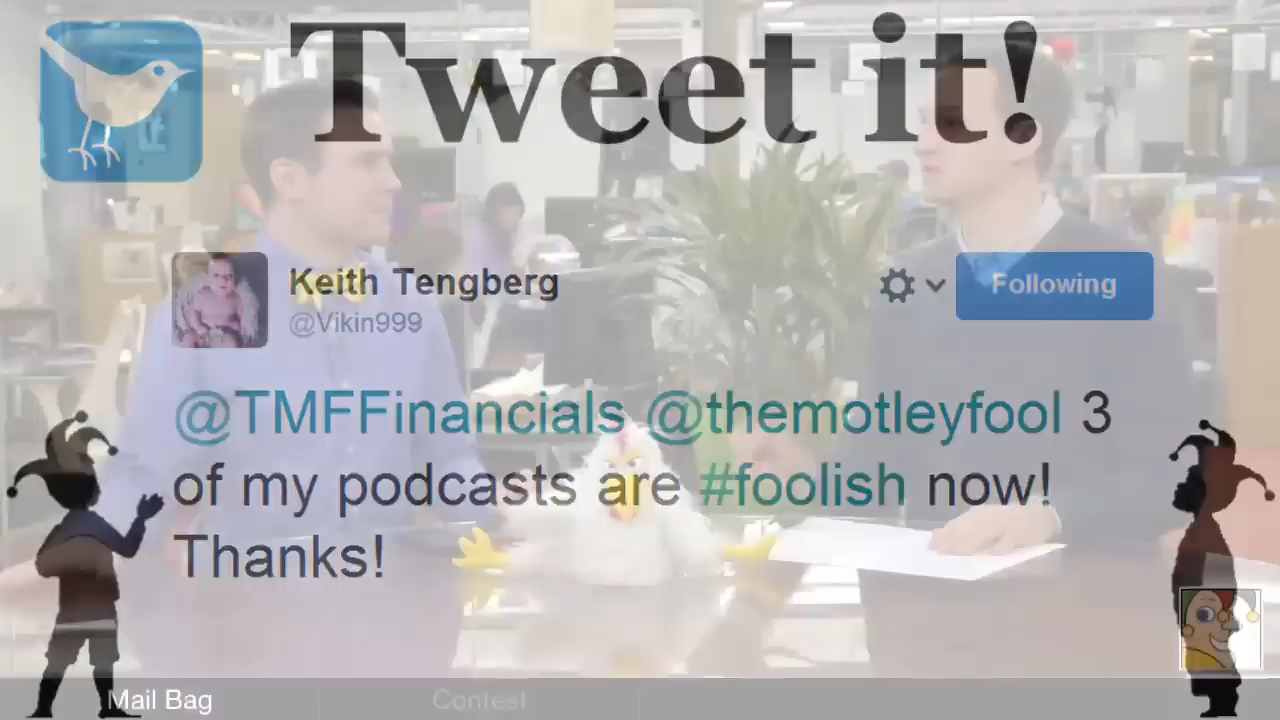 Tweet it!
Keith Tengberg
@Vikin999
Following
@TMFFinancials @themotleyfool 3
of my podcasts are #foolish now!
Thanks!
Mail Bag
Contest